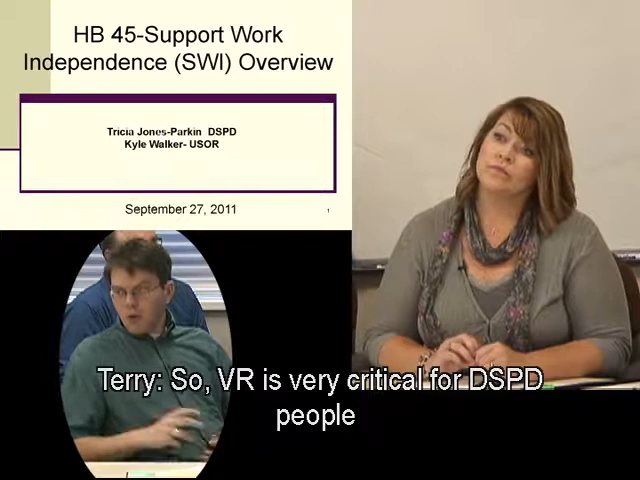 HB 45-Support Work
Independence (SWI) Overview
Tricia Jones-Parkin  DSPD
Kyle Walker- USOR
September 27, 2011
1
Terry: So, VR is very critical for DSPD
people